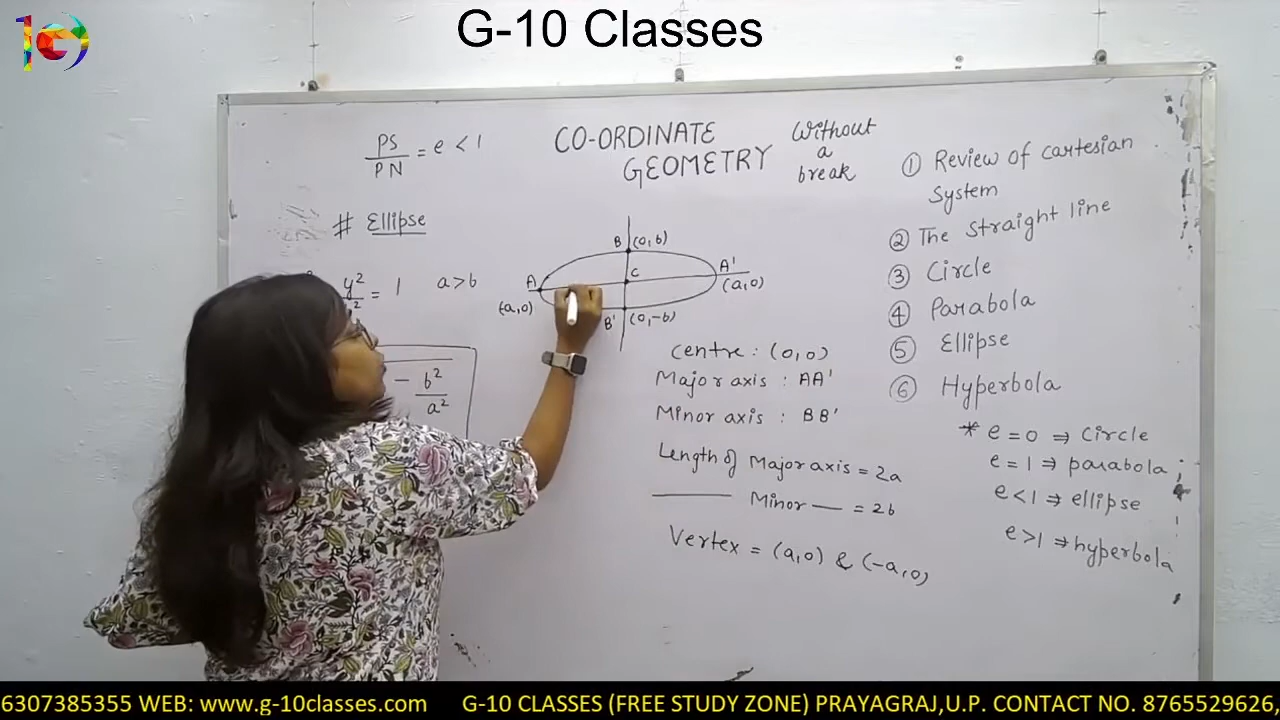 G-10 Classes
PS
PN
= e < 1
CO-ORDINATE
GEOMETRY
Without
a
break
# Ellipse
y²
= 1 a>b
B (0,b)
A
C
A'
(a,0)
(-a,0)
B' (0,-b)
- b²
a²
Centre : (0,0)
Major axis : AA'
Minor axis : BB'
Length of Major axis = 2a
Minor — = 2b
Vertex = (a,0) & (-a,0)
① Review of cartesian
System
② The Straight line
③ Circle
④ Parabola
⑤ Ellipse
⑥ Hyperbola
* e = 0 ⇒ Circle
e = 1 ⇒ parabola
e < 1 ⇒ ellipse
e > 1 ⇒ hyperbola
6307385355 WEB: www.g-10classes.com G-10 CLASSES (FREE STUDY ZONE) PRAYAGRAJ,U.P. CONTACT NO. 8765529626,